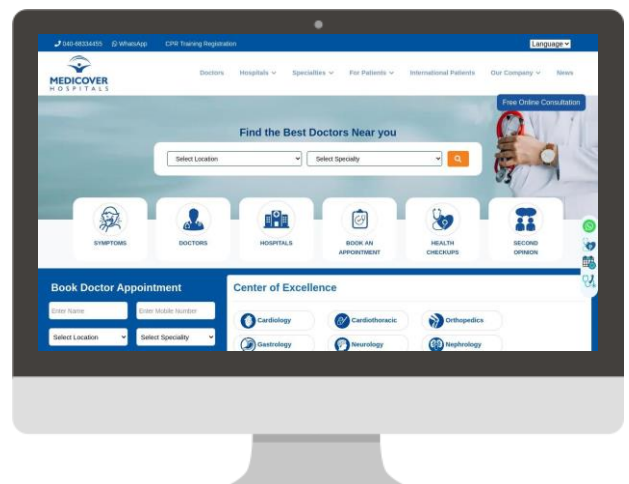 040-68334455 WhatsApp CPR Training Registration Language
MEDICOVER
HOSPITALS
Doctors Hospitals Specialties For Patients International Patients Our Company News
Free Online Consultation
Find the Best Doctors Near you
Select Location Select Specialty
SYMPTOMS
DOCTORS
HOSPITALS
BOOK AN
APPOINTMENT
HEALTH
CHECKUPS
SECOND
OPINION
Book Doctor Appointment
Enter Name Enter Mobile Number
Select Location Select Speciality
Center of Excellence
Cardiology Cardiothoracic Orthopedics
Gastrology Neurology Nephrology